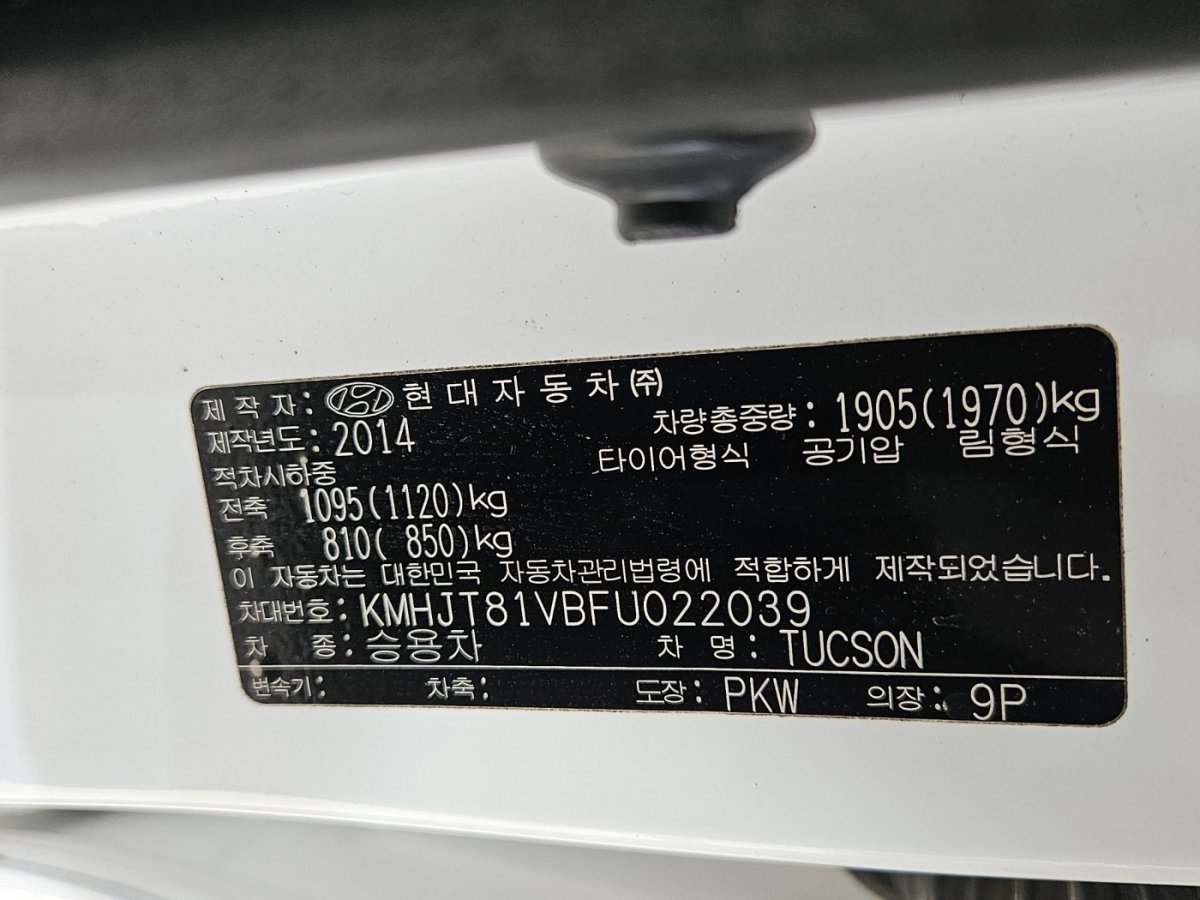 제 작 자: 현 대 자 동 차 ㈜
제작년도: 2014 차량총중량: 1905(1970)kg
적차시하중 타이어형식 공기압 림형식
전축 1095(1120)kg
후축 810( 850)kg
이 자동차는 대한민국 자동차관리법령에 적합하게 제작되었습니다.
차대번호: KMHJT81VBFU022039
차 종: 승용차 차 명: TUCSON
변속기: 차축: 도장: PKW 의장: 9P